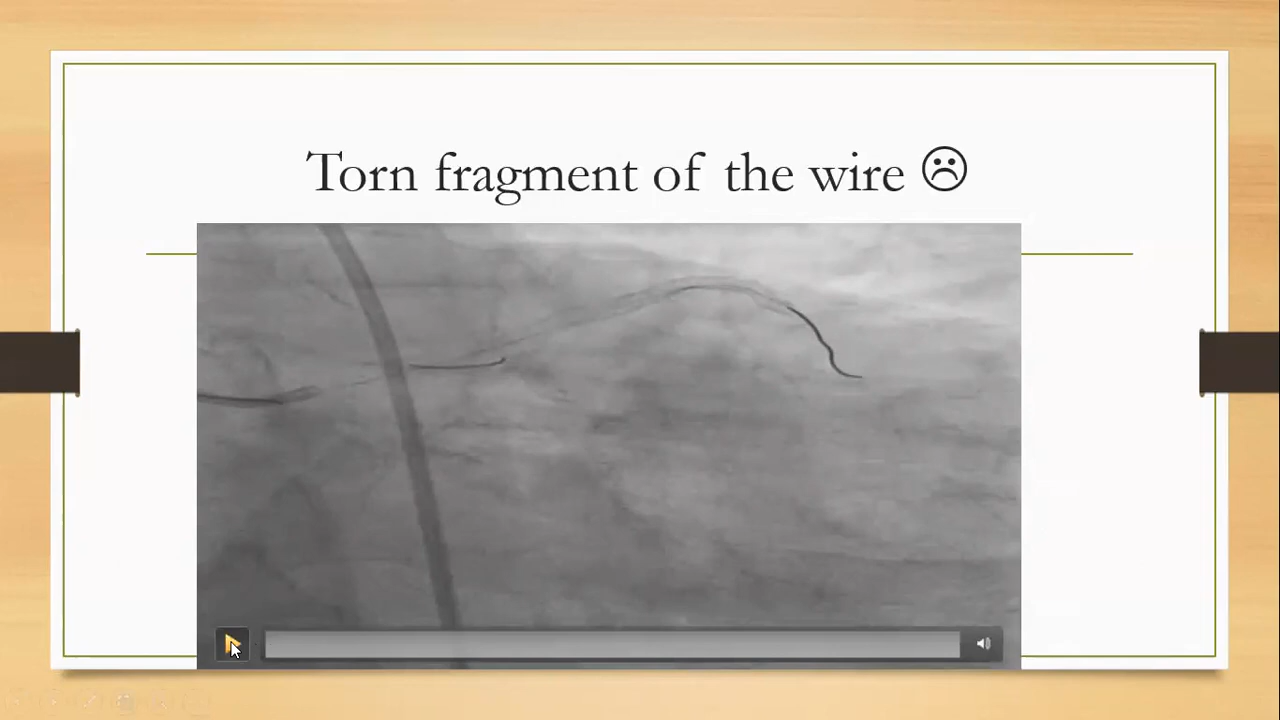 Torn fragment of the wire ☹